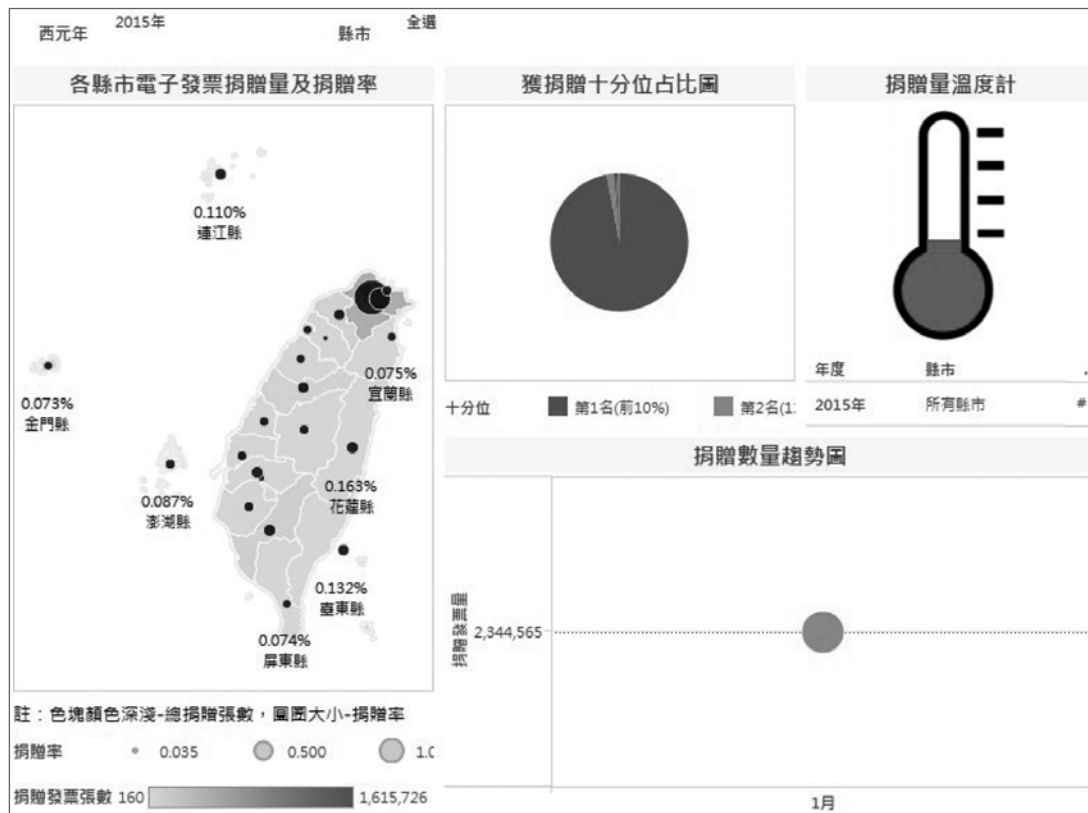 西元年 2015年 縣市 全選
各縣市電子發票捐贈量及捐贈率
0.110%
連江縣
0.075%
宜蘭縣
0.073%
金門縣
0.163%
花蓮縣
0.087%
澎湖縣
0.132%
臺東縣
0.074%
屏東縣
註：色塊顏色深淺-總捐贈張數，圓圈大小-捐贈率
捐贈率 0.035 0.500 1.0
捐贈發票張數 160 1,615,726
獲捐贈十分位占比圖
十分位 第1名(前10%) 第2名(1
捐贈量溫度計
年度 縣市 .
2015年 所有縣市 #
捐贈數量趨勢圖
捐贈發票量
2,344,565
1月